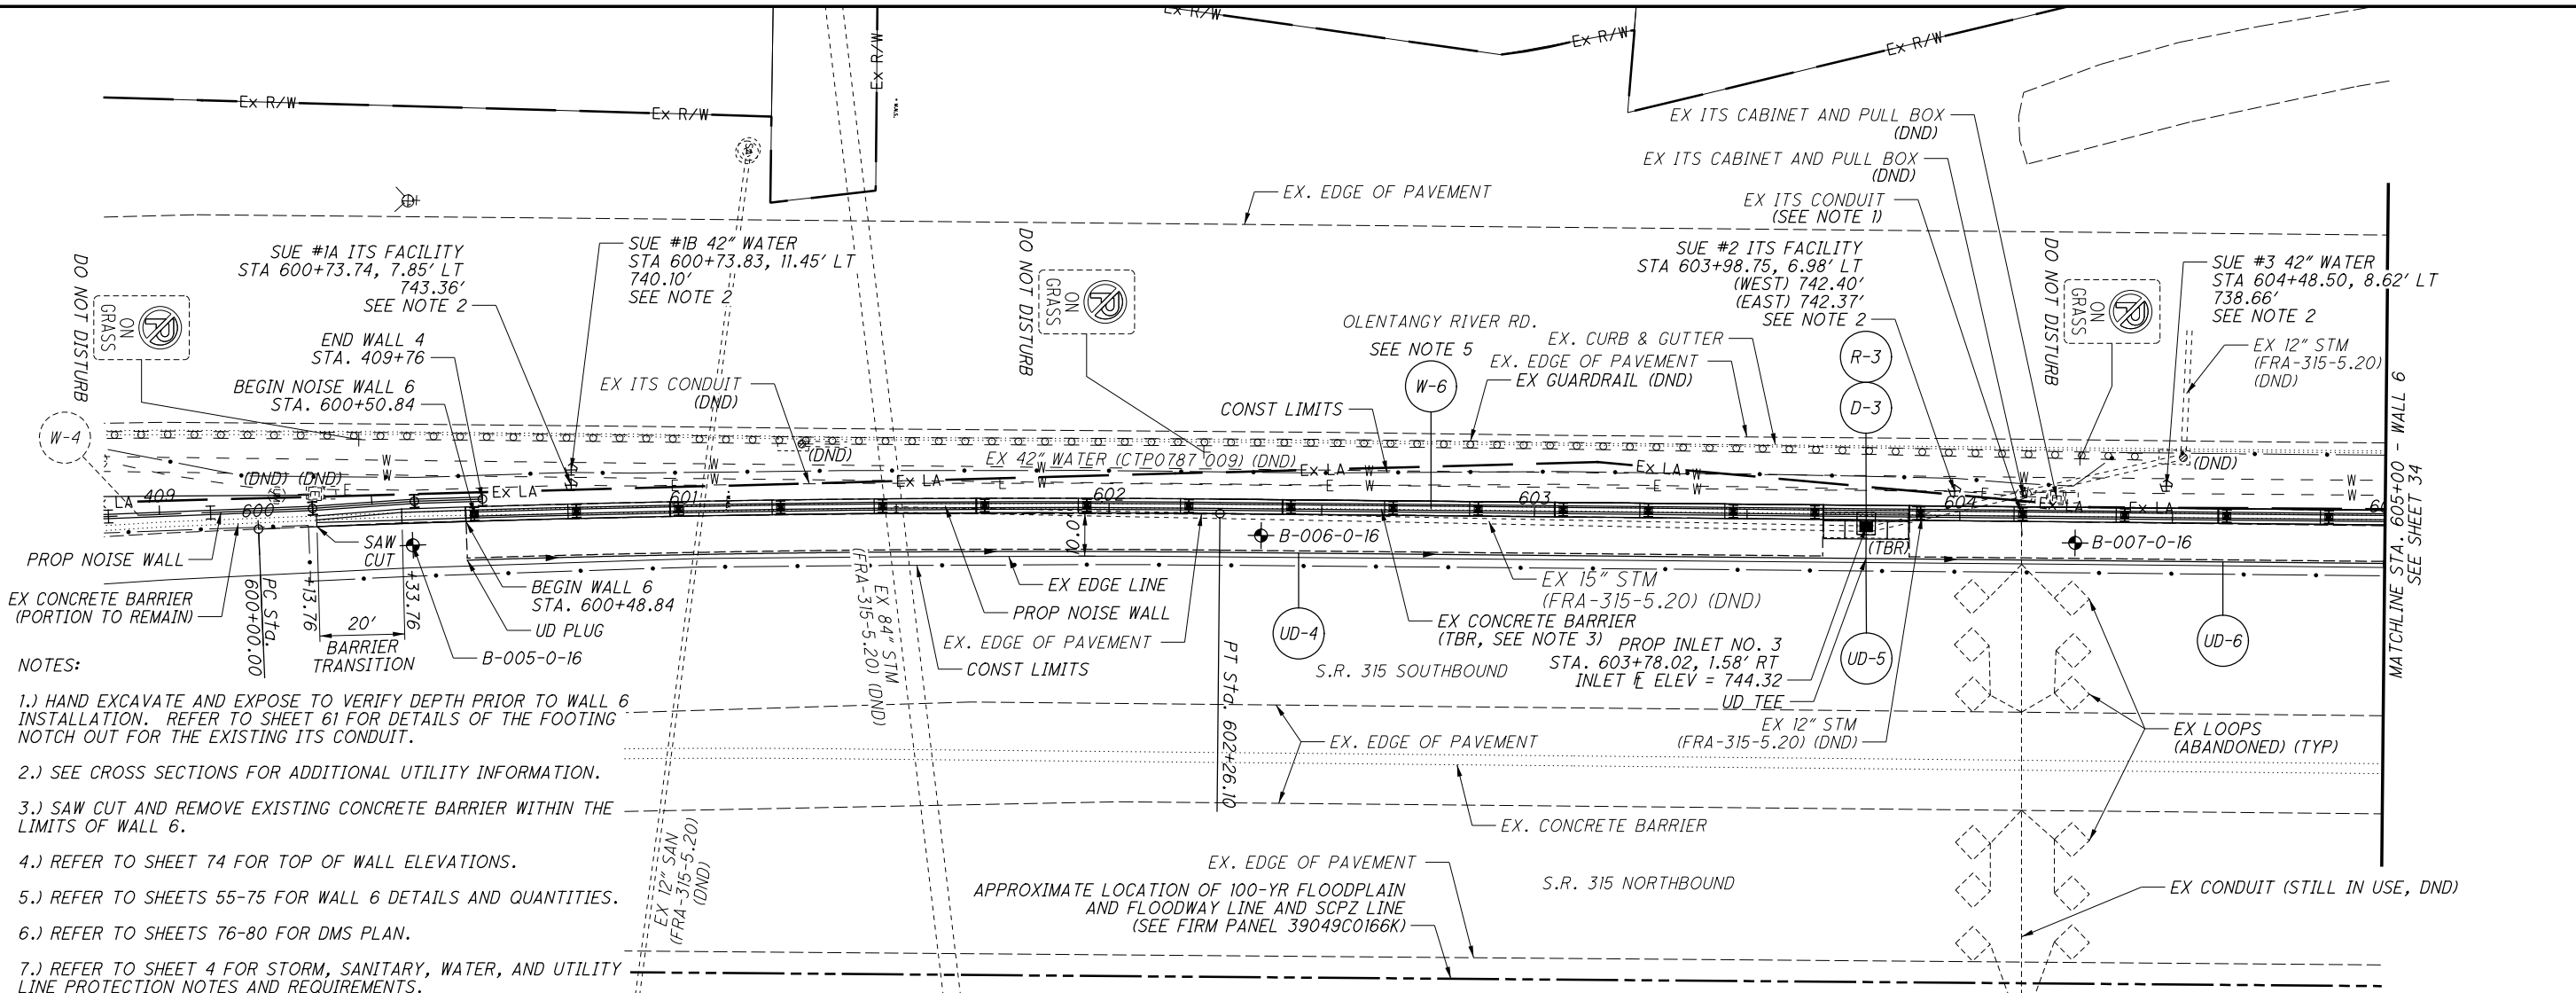 Ex R/W
Ex R/W
Ex R/W
Ex R/W
Ex R/W
Ex R/W
EX ITS CABINET AND PULL BOX
(DND)
EX ITS CABINET AND PULL BOX
(DND)
EX ITS CONDUIT
(SEE NOTE 1)
EX. EDGE OF PAVEMENT
DO NOT DISTURB
ON
GRASS
SUE #1A ITS FACILITY
STA 600+73.74, 7.85' LT
743.36'
SEE NOTE 2
SUE #1B 42" WATER
STA 600+73.83, 11.45' LT
740.10'
SEE NOTE 2
DO NOT DISTURB
ON
GRASS
SUE #2 ITS FACILITY
STA 603+98.75, 6.98' LT
(WEST) 742.40'
(EAST) 742.37'
SEE NOTE 2
DO NOT DISTURB
ON
GRASS
SUE #3 42" WATER
STA 604+48.50, 8.62' LT
738.66'
SEE NOTE 2
EX 12" STM
(FRA-315-5.20)
(DND)
END WALL 4
STA. 409+76
BEGIN NOISE WALL 6
STA. 600+50.84
EX ITS CONDUIT
(DND)
OLENTANGY RIVER RD.
SEE NOTE 5
W-6
EX. CURB & GUTTER
EX. EDGE OF PAVEMENT
EX GUARDRAIL (DND)
CONST LIMITS
R-3
D-3
W-4
(DND) (DND)
(DND)
EX 42" WATER (CTP0787 009) (DND)
(DND)
W
W
W
W
W
W
W
W
W
W
W
W
W
W
E
E
E
E
E
E
LA
Ex LA
Ex LA
Ex LA
Ex LA
Ex LA
Ex LA
409
600
601
602
603
604
PROP NOISE WALL
SAW
CUT
EX CONCRETE BARRIER
(PORTION TO REMAIN)
PC Sta.
600+00.00
+13.76
+33.76
20'
BARRIER
TRANSITION
BEGIN WALL 6
STA. 600+48.84
UD PLUG
B-005-0-16
10.0'
EX EDGE LINE
PROP NOISE WALL
EX. EDGE OF PAVEMENT
CONST LIMITS
EX 84" STM
(FRA-315-5.20) (DND)
PT Sta. 602+26.10
B-006-0-16
UD-4
EX 15" STM
(FRA-315-5.20) (DND)
EX CONCRETE BARRIER
(TBR, SEE NOTE 3)
S.R. 315 SOUTHBOUND
PROP INLET NO. 3
STA. 603+78.02, 1.58' RT
INLET ℄ ELEV = 744.32
UD TEE
EX 12" STM
(FRA-315-5.20) (DND)
(TBR)
UD-5
B-007-0-16
UD-6
MATCHLINE STA. 605+00 - WALL 6
SEE SHEET 34
EX LOOPS
(ABANDONED) (TYP)
EX. EDGE OF PAVEMENT
EX. CONCRETE BARRIER
EX. EDGE OF PAVEMENT
S.R. 315 NORTHBOUND
APPROXIMATE LOCATION OF 100-YR FLOODPLAIN
AND FLOODWAY LINE AND SCPZ LINE
(SEE FIRM PANEL 39049C0166K)
EX CONDUIT (STILL IN USE, DND)
EX 12" SAN
(FRA-315-5.20)
(DND)
NOTES:
1.) HAND EXCAVATE AND EXPOSE TO VERIFY DEPTH PRIOR TO WALL 6
INSTALLATION. REFER TO SHEET 61 FOR DETAILS OF THE FOOTING
NOTCH OUT FOR THE EXISTING ITS CONDUIT.
2.) SEE CROSS SECTIONS FOR ADDITIONAL UTILITY INFORMATION.
3.) SAW CUT AND REMOVE EXISTING CONCRETE BARRIER WITHIN THE
LIMITS OF WALL 6.
4.) REFER TO SHEET 74 FOR TOP OF WALL ELEVATIONS.
5.) REFER TO SHEETS 55-75 FOR WALL 6 DETAILS AND QUANTITIES.
6.) REFER TO SHEETS 76-80 FOR DMS PLAN.
7.) REFER TO SHEET 4 FOR STORM, SANITARY, WATER, AND UTILITY
LINE PROTECTION NOTES AND REQUIREMENTS.